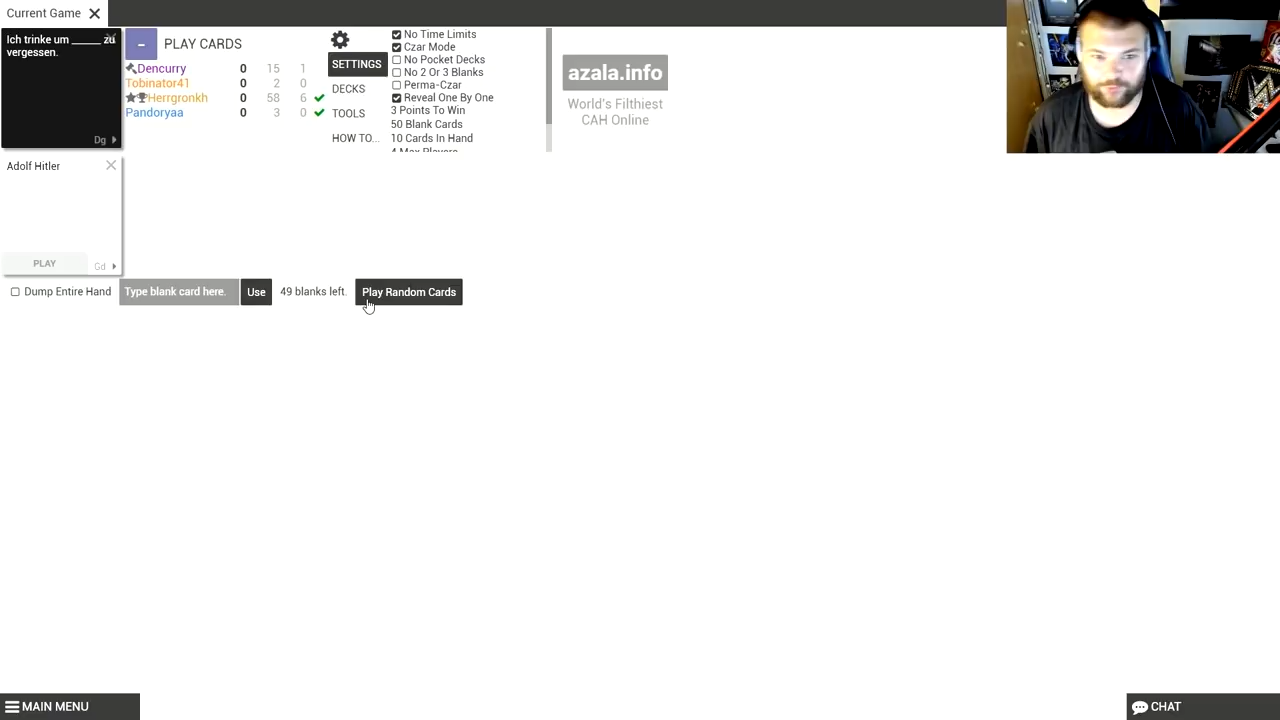 Current Game
Ich trinke um ______ zu
vergessen.
Dg
- PLAY CARDS
Dencurry 0 15 1
Tobinator41 0 2 0
Herrgronkh 0 58 6
Pandoryaa 0 3 0
SETTINGS
DECKS
TOOLS
HOW TO...
No Time Limits
Czar Mode
No Pocket Decks
No 2 Or 3 Blanks
Perma-Czar
Reveal One By One
3 Points To Win
50 Blank Cards
10 Cards In Hand
4 Max Players
azala.info
World's Filthiest
CAH Online
Adolf Hitler
PLAY
Gd
Dump Entire Hand
Type blank card here.
Use
49 blanks left.
Play Random Cards
MAIN MENU
CHAT